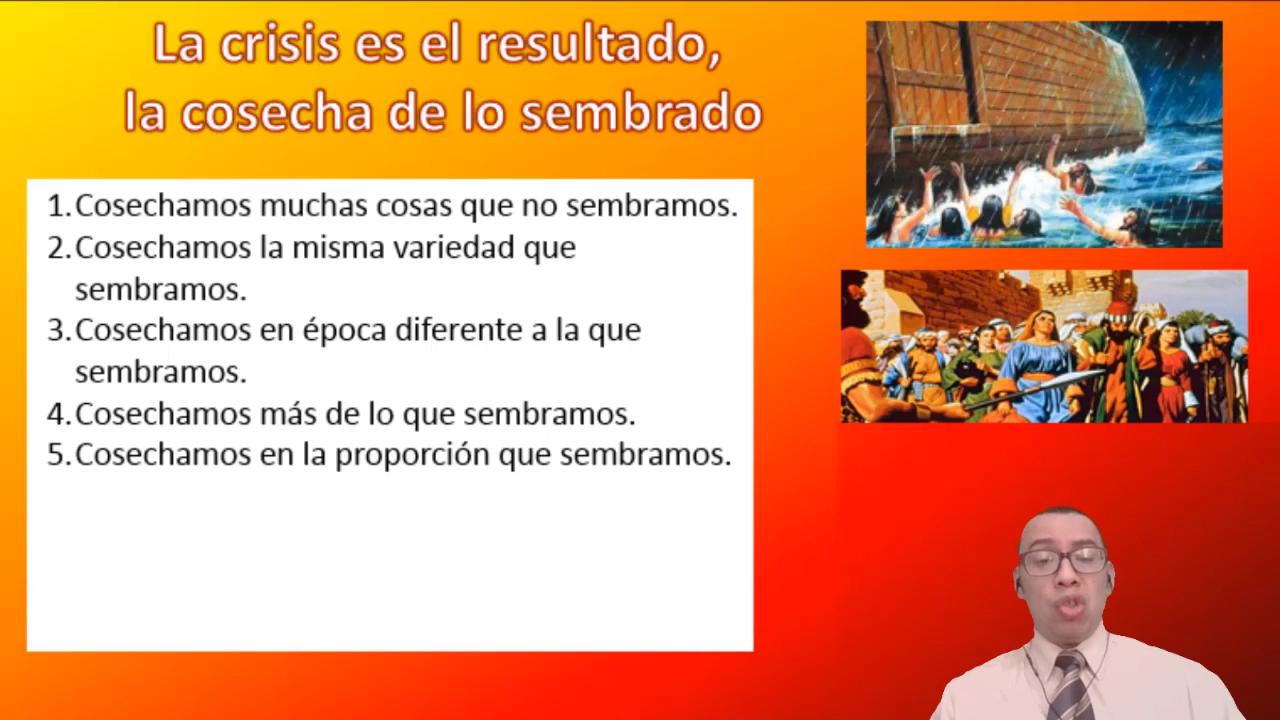 La crisis es el resultado,
la cosecha de lo sembrado
1.Cosechamos muchas cosas que no sembramos.
2.Cosechamos la misma variedad que
sembramos.
3.Cosechamos en época diferente a la que
sembramos.
4.Cosechamos más de lo que sembramos.
5.Cosechamos en la proporción que sembramos.